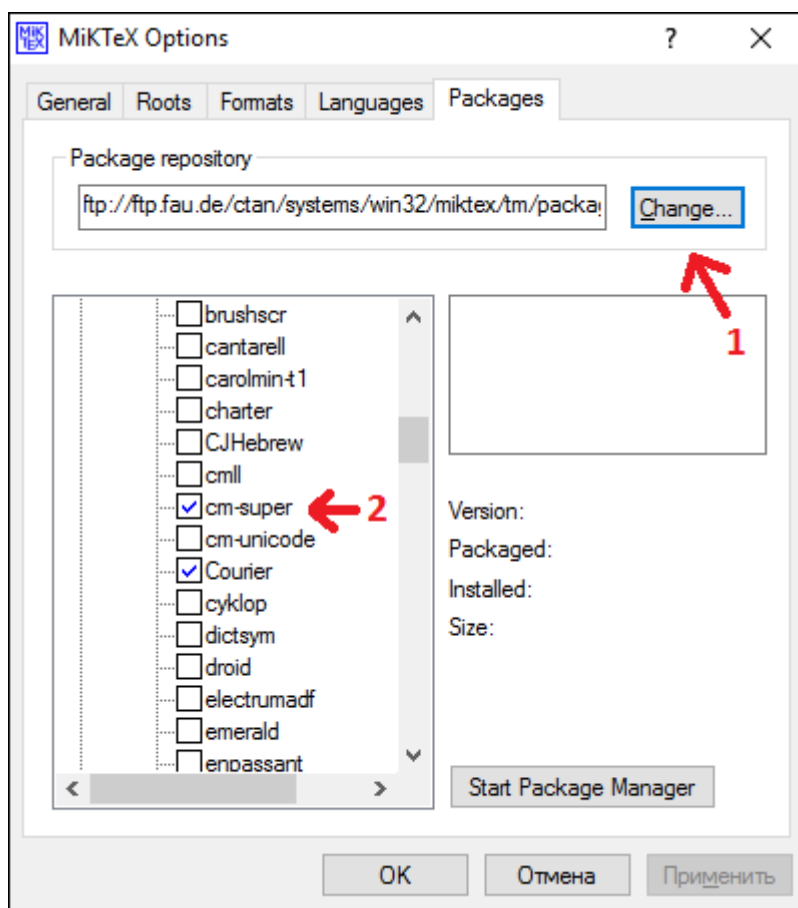 MiKTeX Options
General Roots Formats Languages Packages
Package repository
ftp://ftp.fau.de/ctan/systems/win32/miktex/tm/packa
Change...
1
brushscr
cantarell
carolmin-t1
charter
CJHebrew
cmll
cm-super
2
cm-unicode
Courier
cyklop
dictsym
droid
electrumadf
emerald
enpassant
Version:
Packaged:
Installed:
Size:
Start Package Manager
OK Отмена Применить